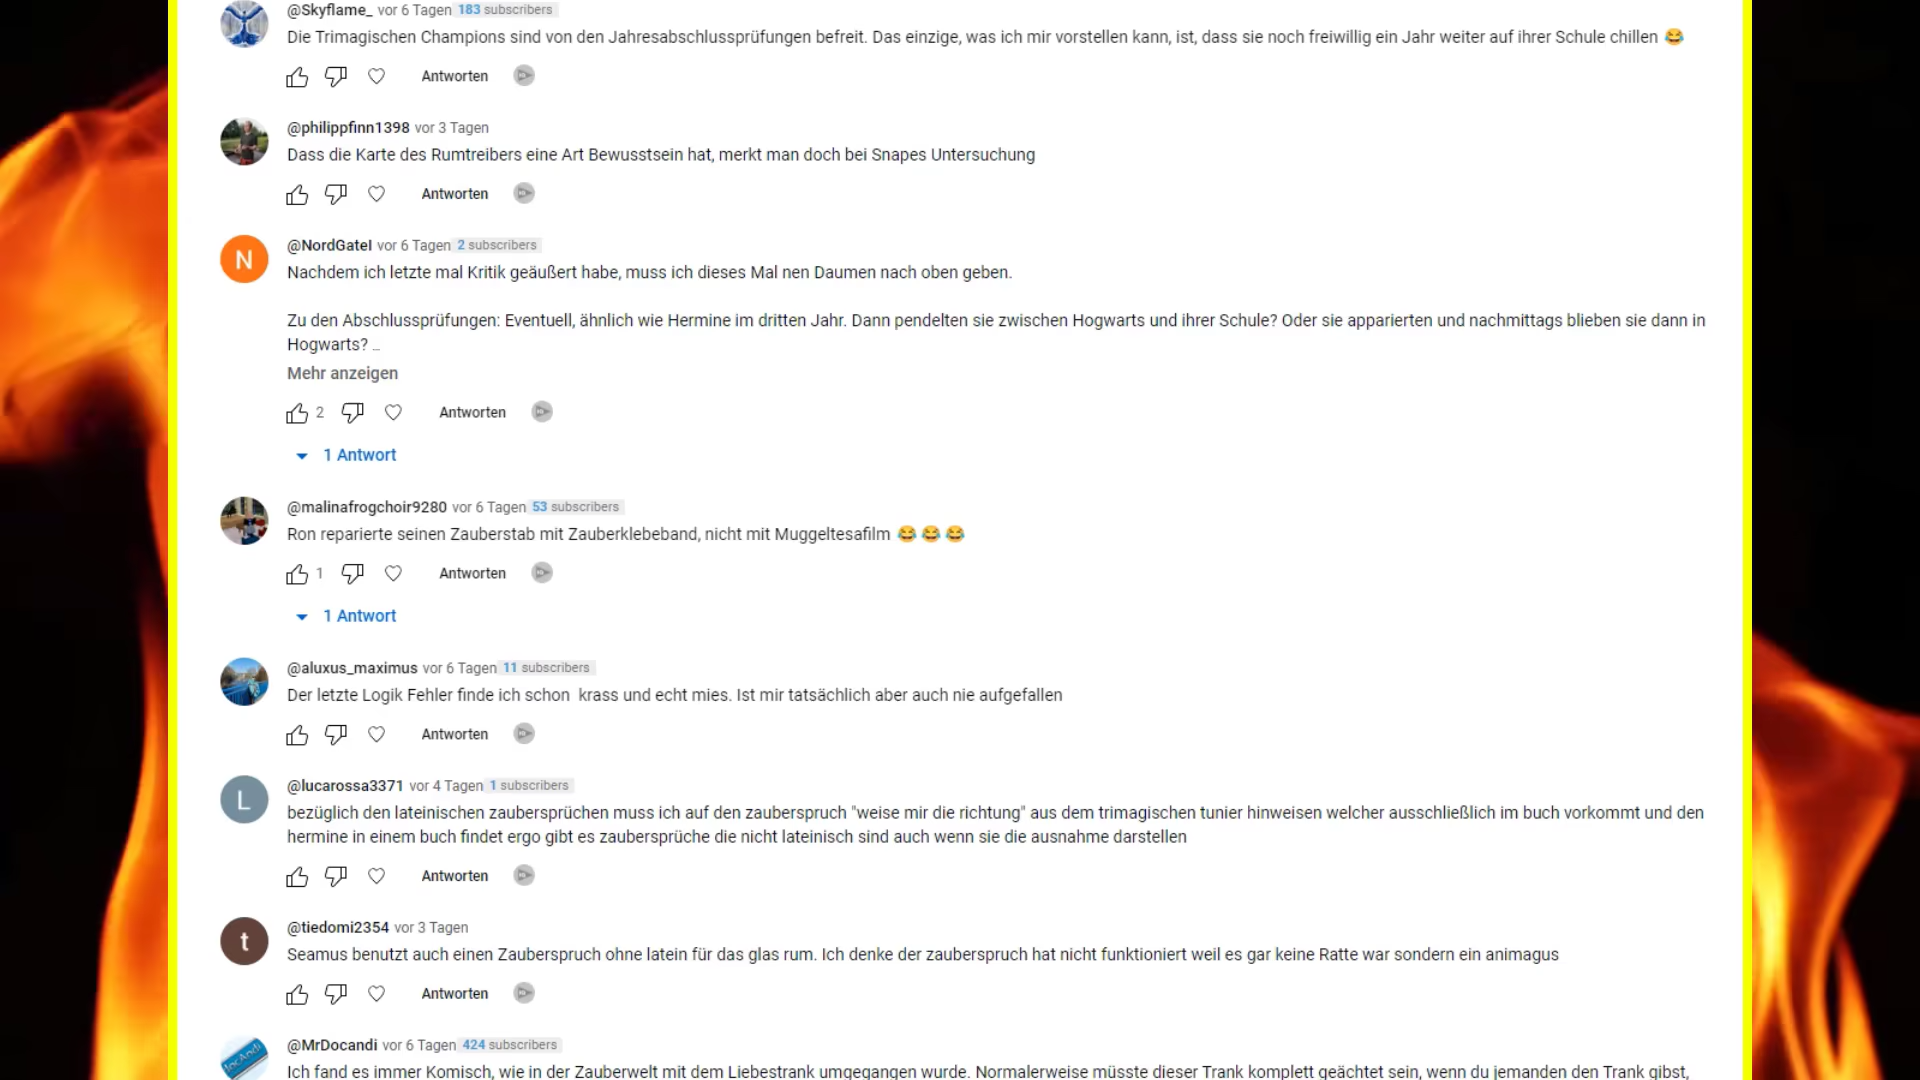 @Skyflame_ vor 6 Tagen 183 subscribers
Die Trimagischen Champions sind von den Jahresabschlussprüfungen befreit. Das einzige, was ich mir vorstellen kann, ist, dass sie noch freiwillig ein Jahr weiter auf ihrer Schule chillen 😂
Antworten
@philippfinn1398 vor 3 Tagen
Dass die Karte des Rumtreibers eine Art Bewusstsein hat, merkt man doch bei Snapes Untersuchung
Antworten
N
@NordGatel vor 6 Tagen 2 subscribers
Nachdem ich letzte mal Kritik geäußert habe, muss ich dieses Mal nen Daumen nach oben geben.
Zu den Abschlussprüfungen: Eventuell, ähnlich wie Hermine im dritten Jahr. Dann pendelten sie zwischen Hogwarts und ihrer Schule? Oder sie apparierten und nachmittags blieben sie dann in
Hogwarts? …
Mehr anzeigen
2 Antworten
1 Antwort
@malinafrogchoir9280 vor 6 Tagen 53 subscribers
Ron reparierte seinen Zauberstab mit Zauberklebeband, nicht mit Muggeltesafilm 😂😂😂
1 Antworten
1 Antwort
@aluxus_maximus vor 6 Tagen 11 subscribers
Der letzte Logik Fehler finde ich schon  krass und echt mies. Ist mir tatsächlich aber auch nie aufgefallen
Antworten
L
@lucarossa3371 vor 4 Tagen 1 subscribers
bezüglich den lateinischen zaubersprüchen muss ich auf den zauberspruch "weise mir die richtung" aus dem trimagischen tunier hinweisen welcher ausschließlich im buch vorkommt und den
hermine in einem buch findet ergo gibt es zaubersprüche die nicht lateinisch sind auch wenn sie die ausnahme darstellen
Antworten
t
@tiedomi2354 vor 3 Tagen
Seamus benutzt auch einen Zauberspruch ohne latein für das glas rum. Ich denke der zauberspruch hat nicht funktioniert weil es gar keine Ratte war sondern ein animagus
Antworten
@MrDocandi vor 6 Tagen 424 subscribers
Ich fand es immer Komisch, wie in der Zauberwelt mit dem Liebestrank umgegangen wurde. Normalerweise müsste dieser Trank komplett geächtet sein, wenn du jemanden den Trank gibst,